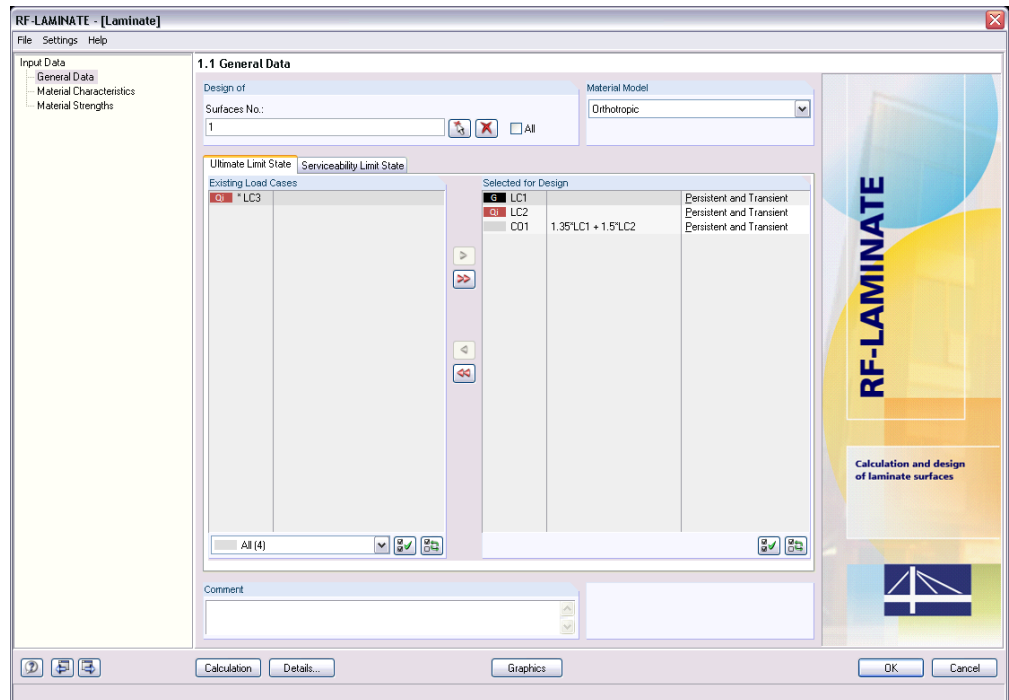 RF-LAMINATE - [Laminate]
File Settings Help
Input Data
General Data
Material Characteristics
Material Strengths
1.1 General Data
Design of
Surfaces No.:
1
All
Material Model
Orthotropic
Ultimate Limit State Serviceability Limit State
Existing Load Cases
Qi * LC3
All (4)
Selected for Design
G LC1 Persistent and Transient
Qi LC2 Persistent and Transient
CO1 1.35*LC1 + 1.5*LC2 Persistent and Transient
Comment
RF-LAMINATE
Calculation and design
of laminate surfaces
Calculation Details... Graphics OK Cancel